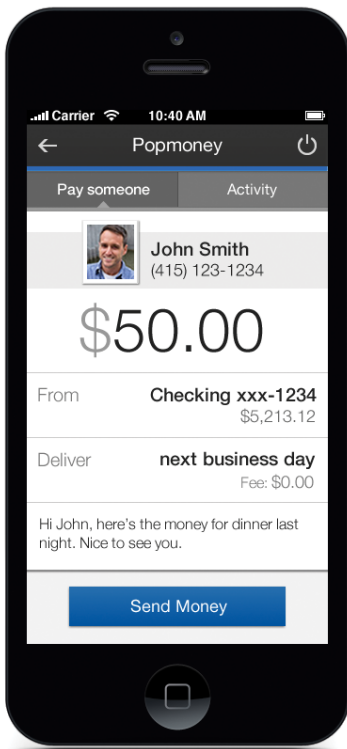 Carrier 10:40 AM
Popmoney
Pay someone Activity
John Smith
(415) 123-1234
$50.00
From Checking xxx-1234
$5,213.12
Deliver next business day
Fee: $0.00
Hi John, here's the money for dinner last
night. Nice to see you.
Send Money